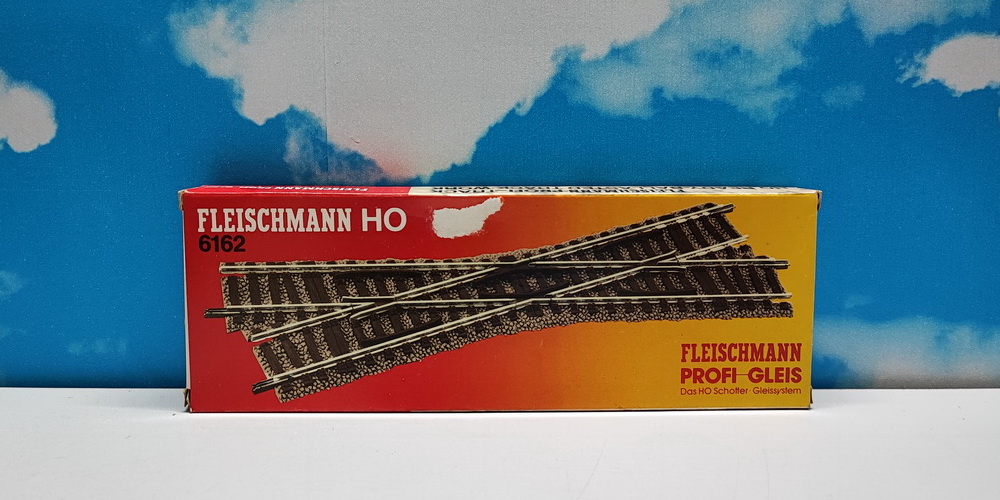 FLEISCHMANN HO
6162
FLEISCHMANN
PROFI-GLEIS
Das HO Schotter-Gleissystem